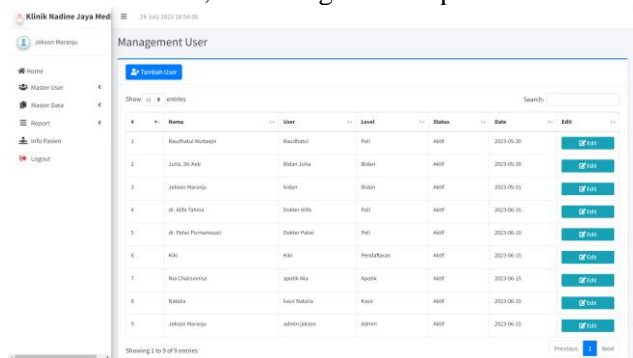 Klinik Nadine Jaya Medi
24 July 2023 10:54:06
Jekson Maranju
Management User
Home
Master User
Master Data
Report
Info Pasien
Logout
Tambah User
Show 10 entries
Search:
# Nama User Level Status Date Edit
1 Raudhatul Muttaqin Raudhatul Poli Aktif 2023-05-30 Edit
2 Julia, Str.Keb Bidan Julia Bidan Aktif 2023-05-30 Edit
3 Jekson Maranju bidan Bidan Aktif 2023-05-31 Edit
4 dr. Alifa Tahnia Dokter Alifa Poli Aktif 2023-06-15 Edit
5 dr. Putwi Purnamasari Dokter Putwi Poli Aktif 2023-06-15 Edit
6 Kiki Kiki Pendaftaran Aktif 2023-06-15 Edit
7 Nia Chairunnisa apotik Nia Apotik Aktif 2023-06-15 Edit
8 Natalia kasir Natalia Kasir Aktif 2023-06-15 Edit
9 Jekson Maranju admin jekson Admin Aktif 2023-06-15 Edit
Showing 1 to 9 of 9 entries
Previous 1 Next